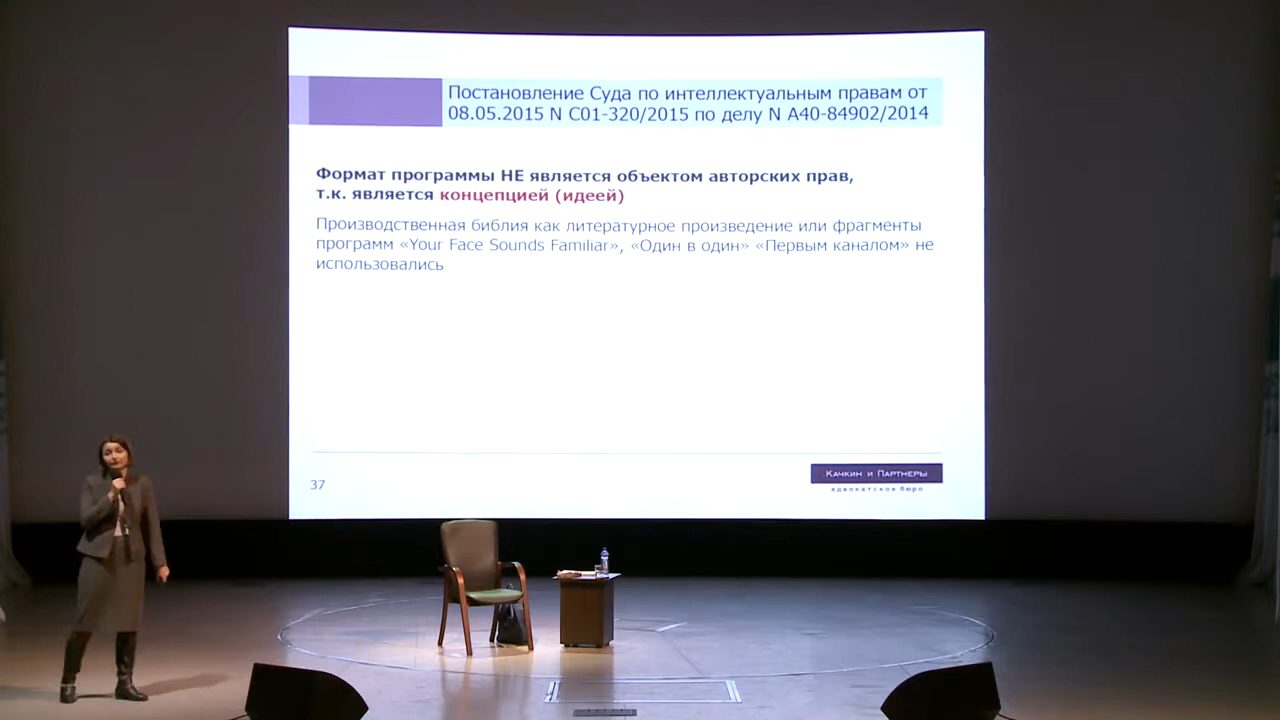 Постановление Суда по интеллектуальным правам от
08.05.2015 N С01-320/2015 по делу N А40-84902/2014
Формат программы НЕ является объектом авторских прав,
т.к. является концепцией (идеей)
Производственная библия как литературное произведение или фрагменты
программ «Your Face Sounds Familiar», «Один в один» «Первым каналом» не
использовались
37
Качкин и Партнеры
адвокатское бюро